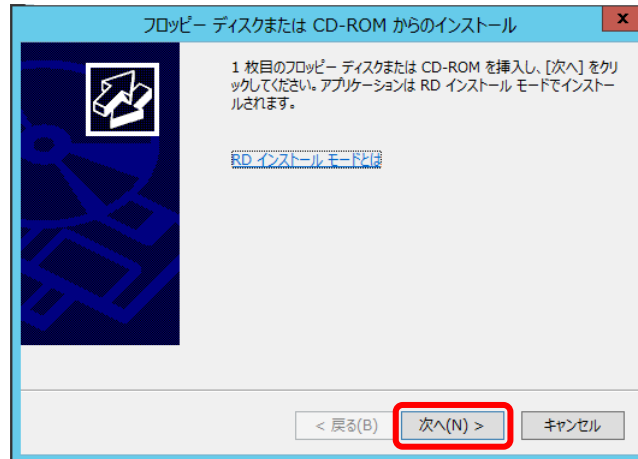 フロッピー ディスクまたは CD-ROM からのインストール
x
1 枚目のフロッピー ディスクまたは CD-ROM を挿入し、[次へ] をクリ
ックしてください。アプリケーションは RD インストール モードでインストー
ルされます。
RD インストール モードとは
< 戻る(B)
次へ(N) >
キャンセル